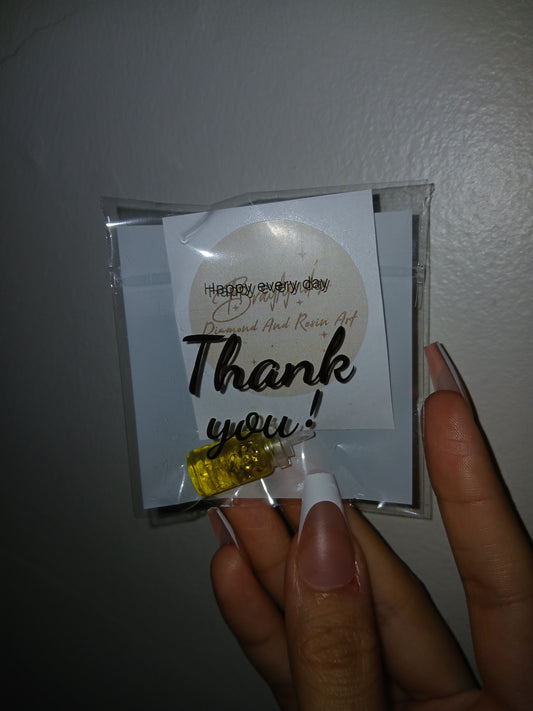 Happy every day
Diamond And Resin Art
Thank
you!